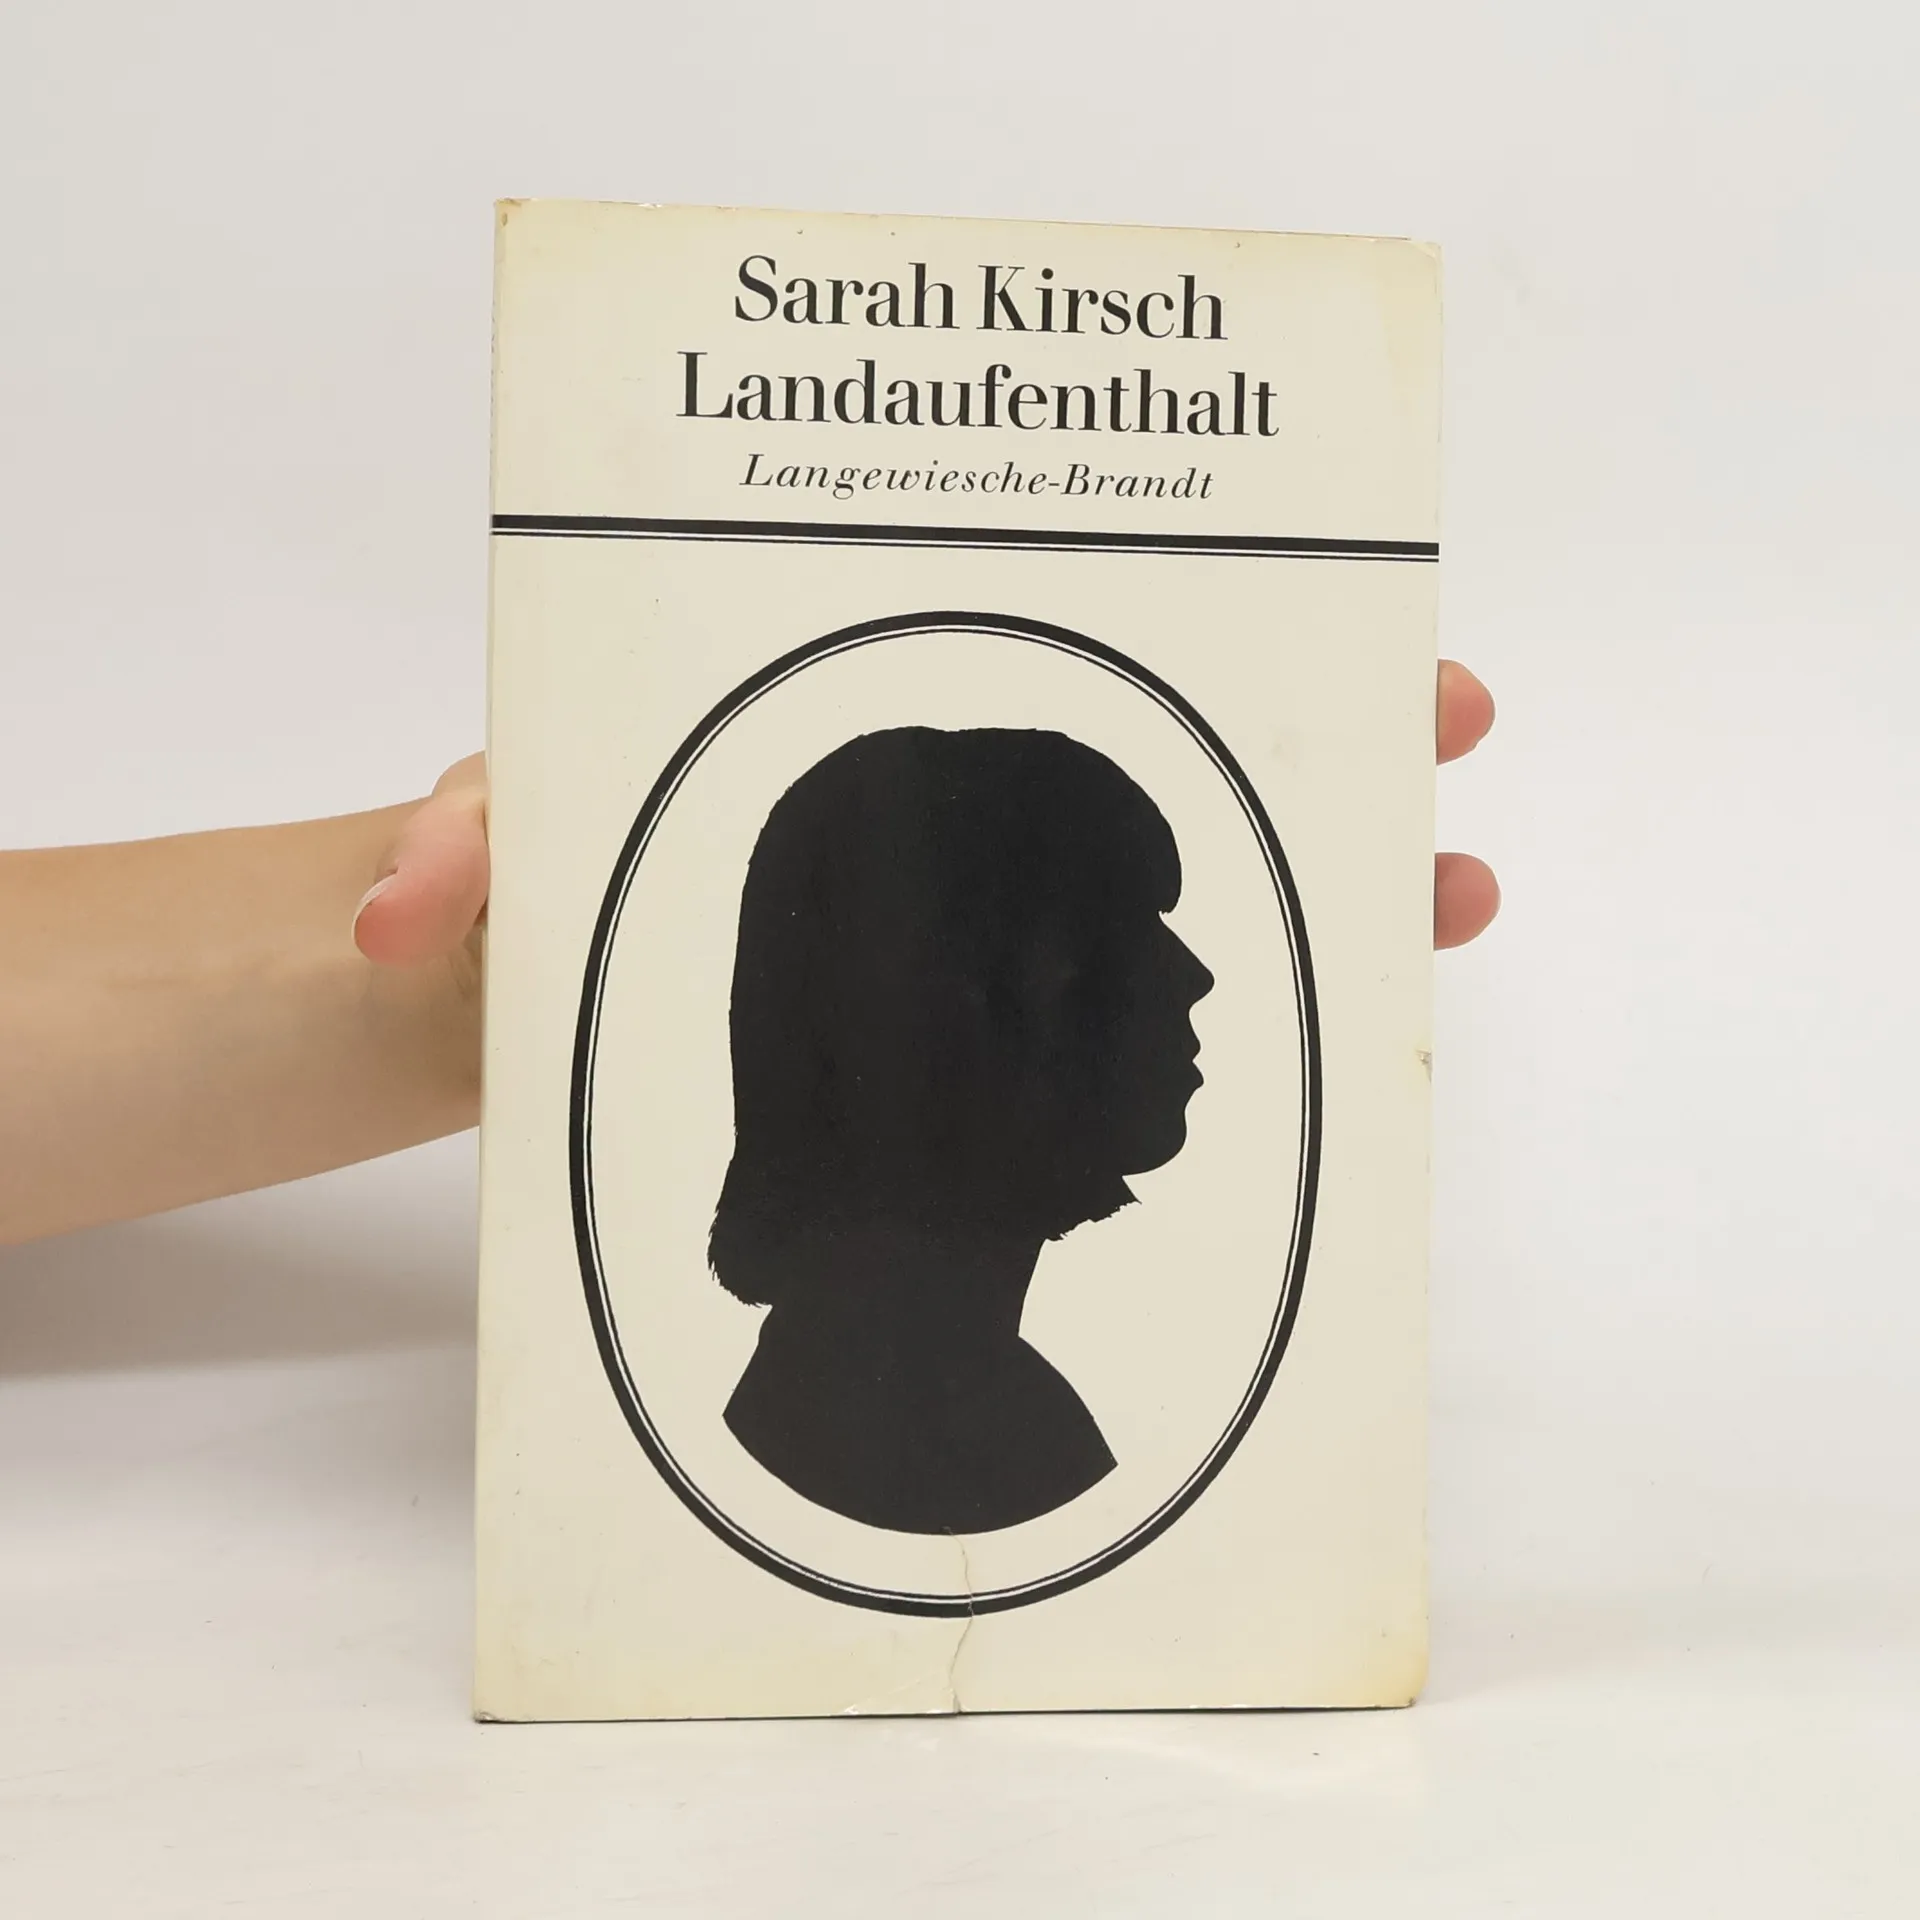 Sarah Kirsch
Landaufenthalt
Langewiesche-Brandt